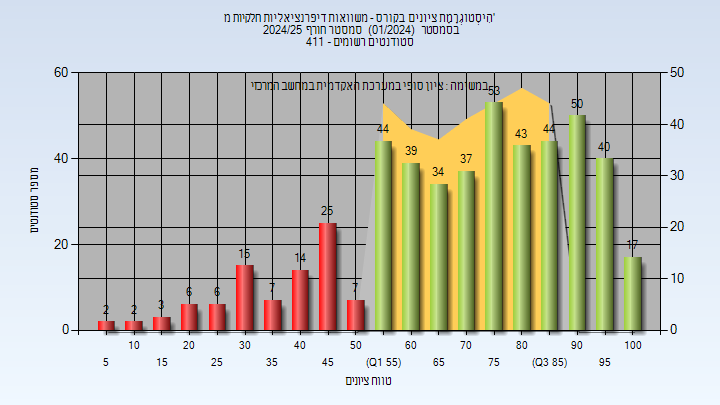 היסטוגרמת ציונים בקורס - משוואות דיפרנציאליות חלקיות מ'
בסמסטר (01/2024) סמסטר חורף 2024/25
סטודנטים רשומים - 411
במשימה : ציון סופי במערכת האקדמית במחשב המרכזי
מספר סטודנטים
60
40
20
0
50
40
30
20
10
0
2 2 3 6 6 15 7 14 25 7 44 39 34 37 53 43 44 50 40 17
10 20 30 40 50 60 70 80 90 100
5 15 25 35 45 (Q1 55) 65 75 (Q3 85) 95
טווח ציונים